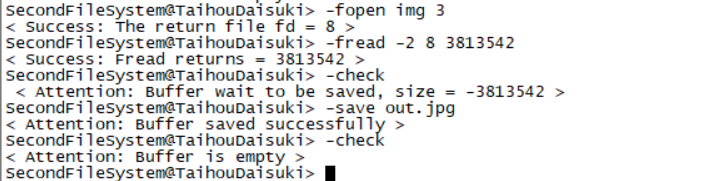 SecondFileSystem@TaihouDaisuki> -fopen img 3
< Success: The return file fd = 8 >
SecondFileSystem@TaihouDaisuki> -fread -2 8 3813542
< Success: Fread returns = 3813542 >
SecondFileSystem@TaihouDaisuki> -check
 < Attention: Buffer wait to be saved, size = -3813542 >
SecondFileSystem@TaihouDaisuki> -save out.jpg
< Attention: Buffer saved successfully >
SecondFileSystem@TaihouDaisuki> -check
< Attention: Buffer is empty >
SecondFileSystem@TaihouDaisuki>